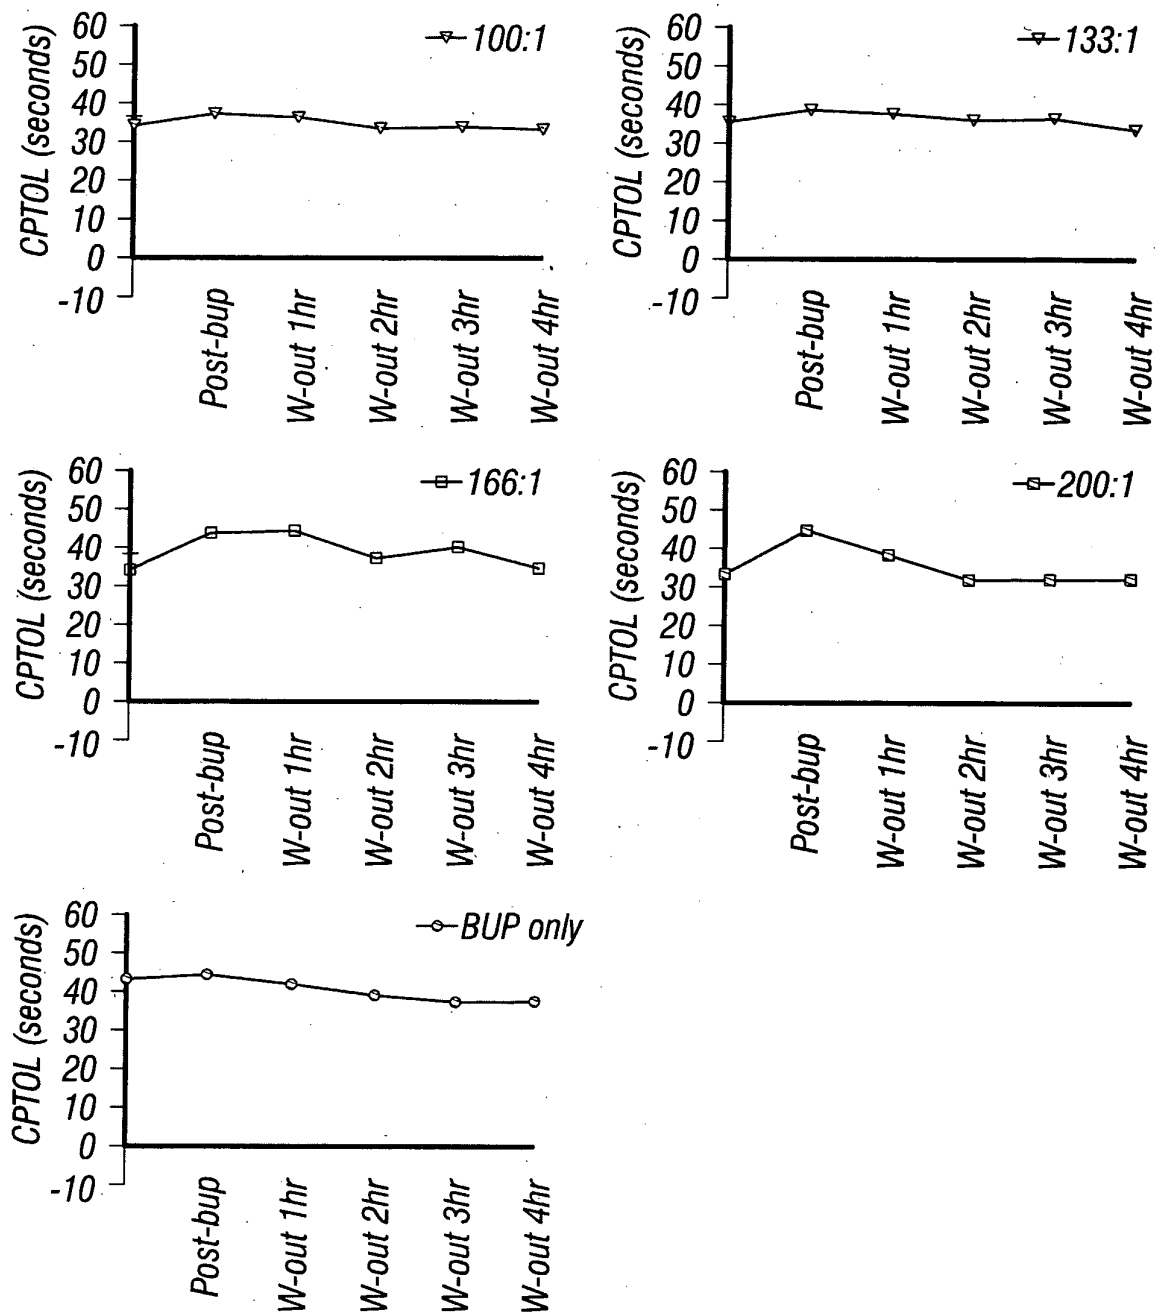 100:1
CPTOL (seconds)
60
50
40
30
20
10
0
-10
Post-bup
W-out 1hr
W-out 2hr
W-out 3hr
W-out 4hr
133:1
CPTOL (seconds)
60
50
40
30
20
10
0
-10
Post-bup
W-out 1hr
W-out 2hr
W-out 3hr
W-out 4hr
166:1
CPTOL (seconds)
60
50
40
30
20
10
0
-10
Post-bup
W-out 1hr
W-out 2hr
W-out 3hr
W-out 4hr
200:1
CPTOL (seconds)
60
50
40
30
20
10
0
-10
Post-bup
W-out 1hr
W-out 2hr
W-out 3hr
W-out 4hr
BUP only
CPTOL (seconds)
60
50
40
30
20
10
0
-10
Post-bup
W-out 1hr
W-out 2hr
W-out 3hr
W-out 4hr